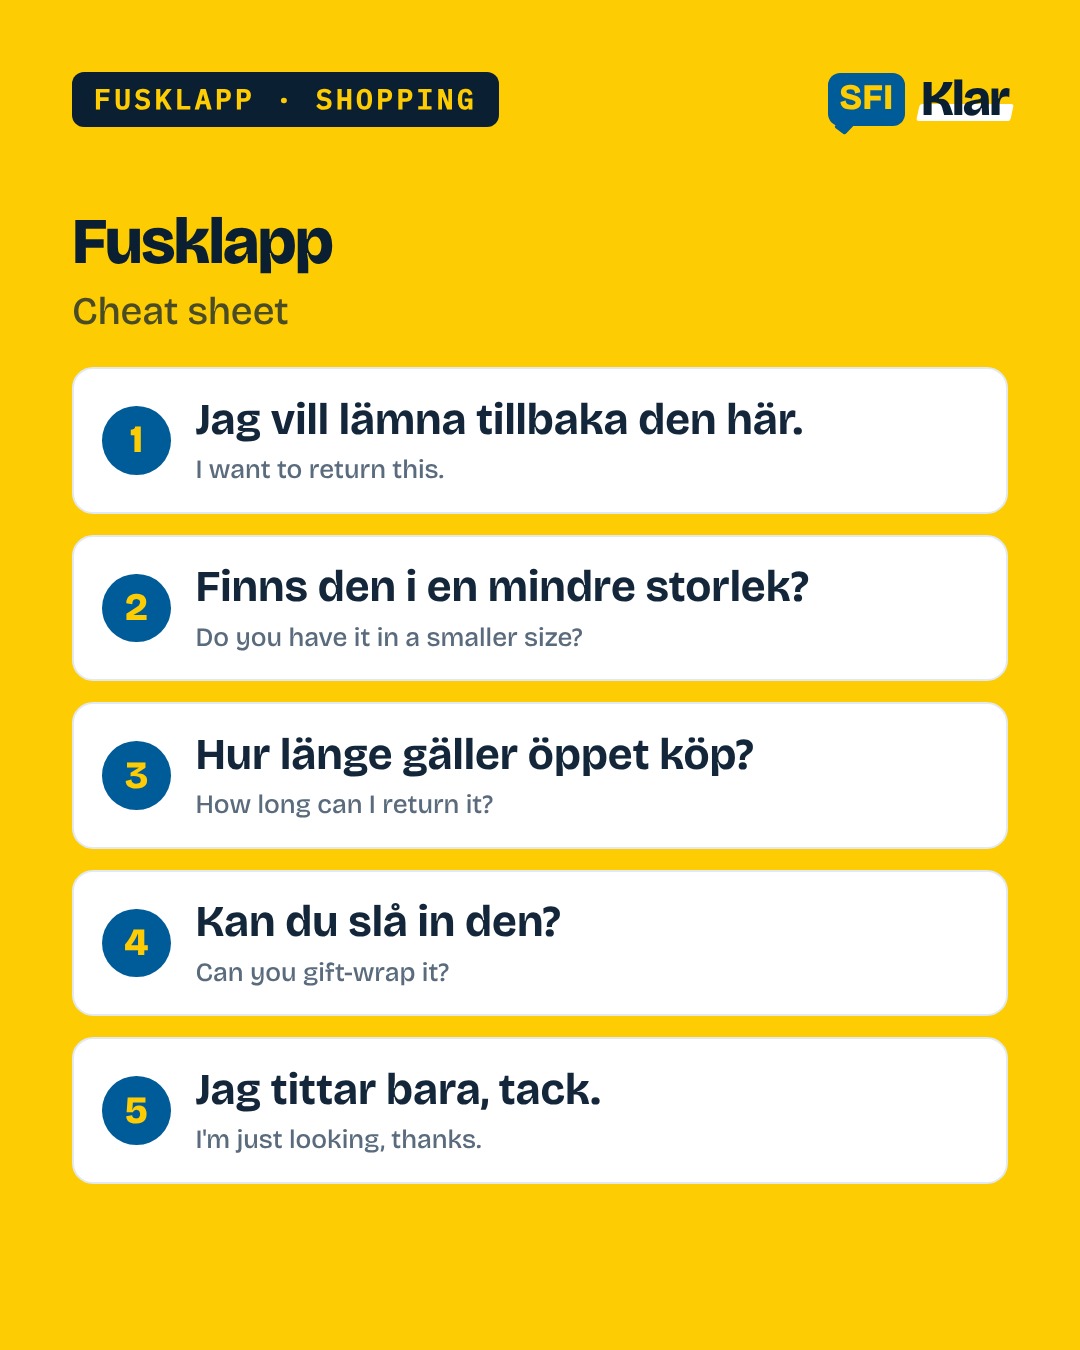 FUSKLAPP · SHOPPING
SFI Klar
Fusklapp
Cheat sheet
1
Jag vill lämna tillbaka den här.
I want to return this.
2
Finns den i en mindre storlek?
Do you have it in a smaller size?
3
Hur länge gäller öppet köp?
How long can I return it?
4
Kan du slå in den?
Can you gift-wrap it?
5
Jag tittar bara, tack.
I'm just looking, thanks.